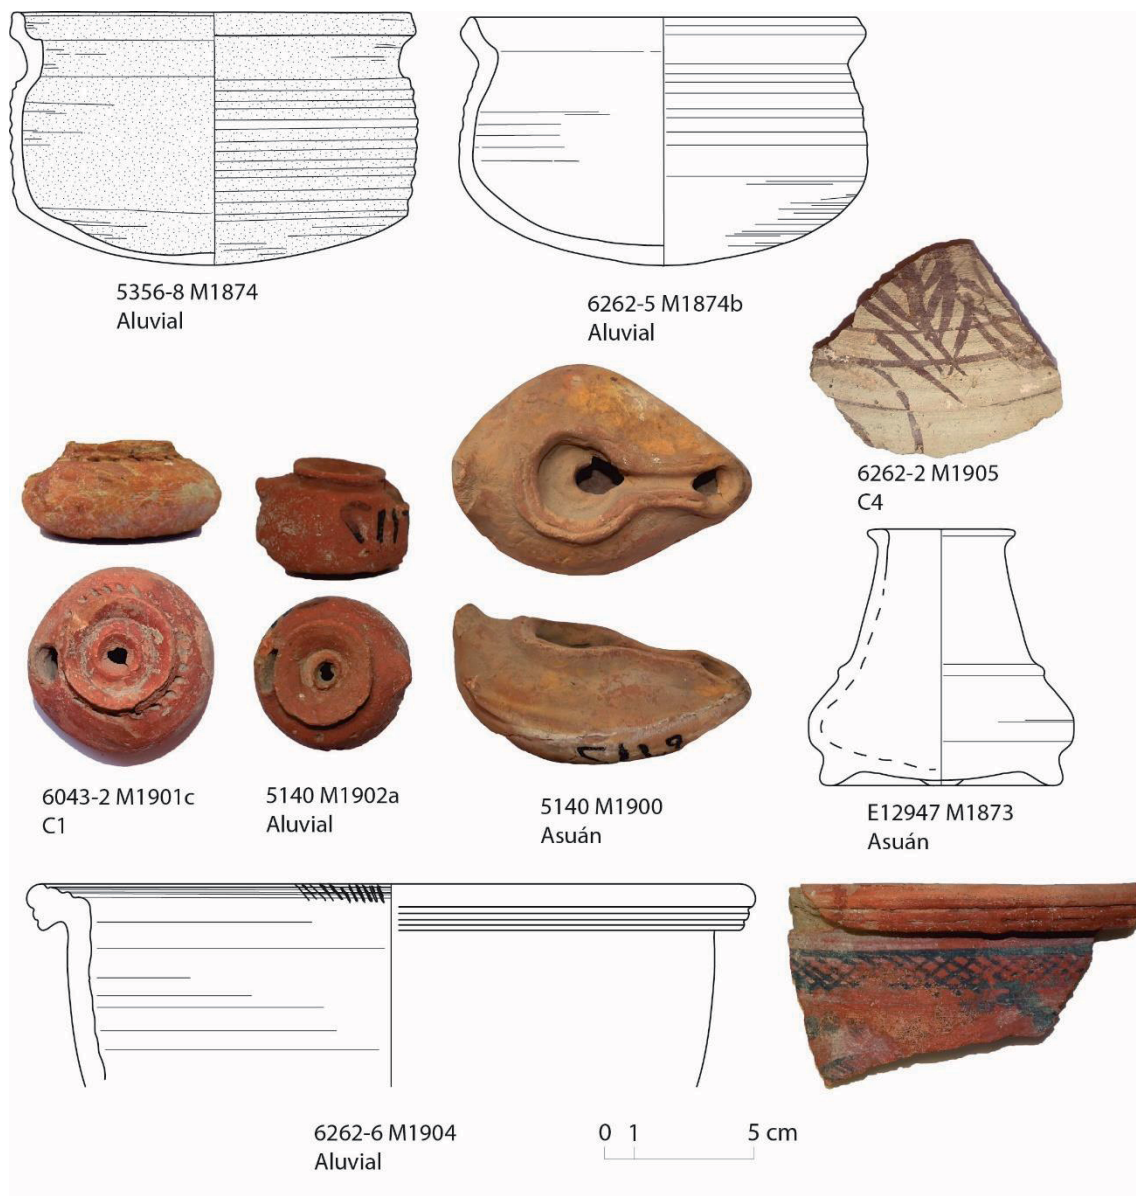 5356-8 M1874
Aluvial
6262-5 M1874b
Aluvial
6262-2 M1905
C4
6043-2 M1901c
C1
5140 M1902a
Aluvial
5140 M1900
Asuán
E12947 M1873
Asuán
6262-6 M1904
Aluvial
0 1 5 cm